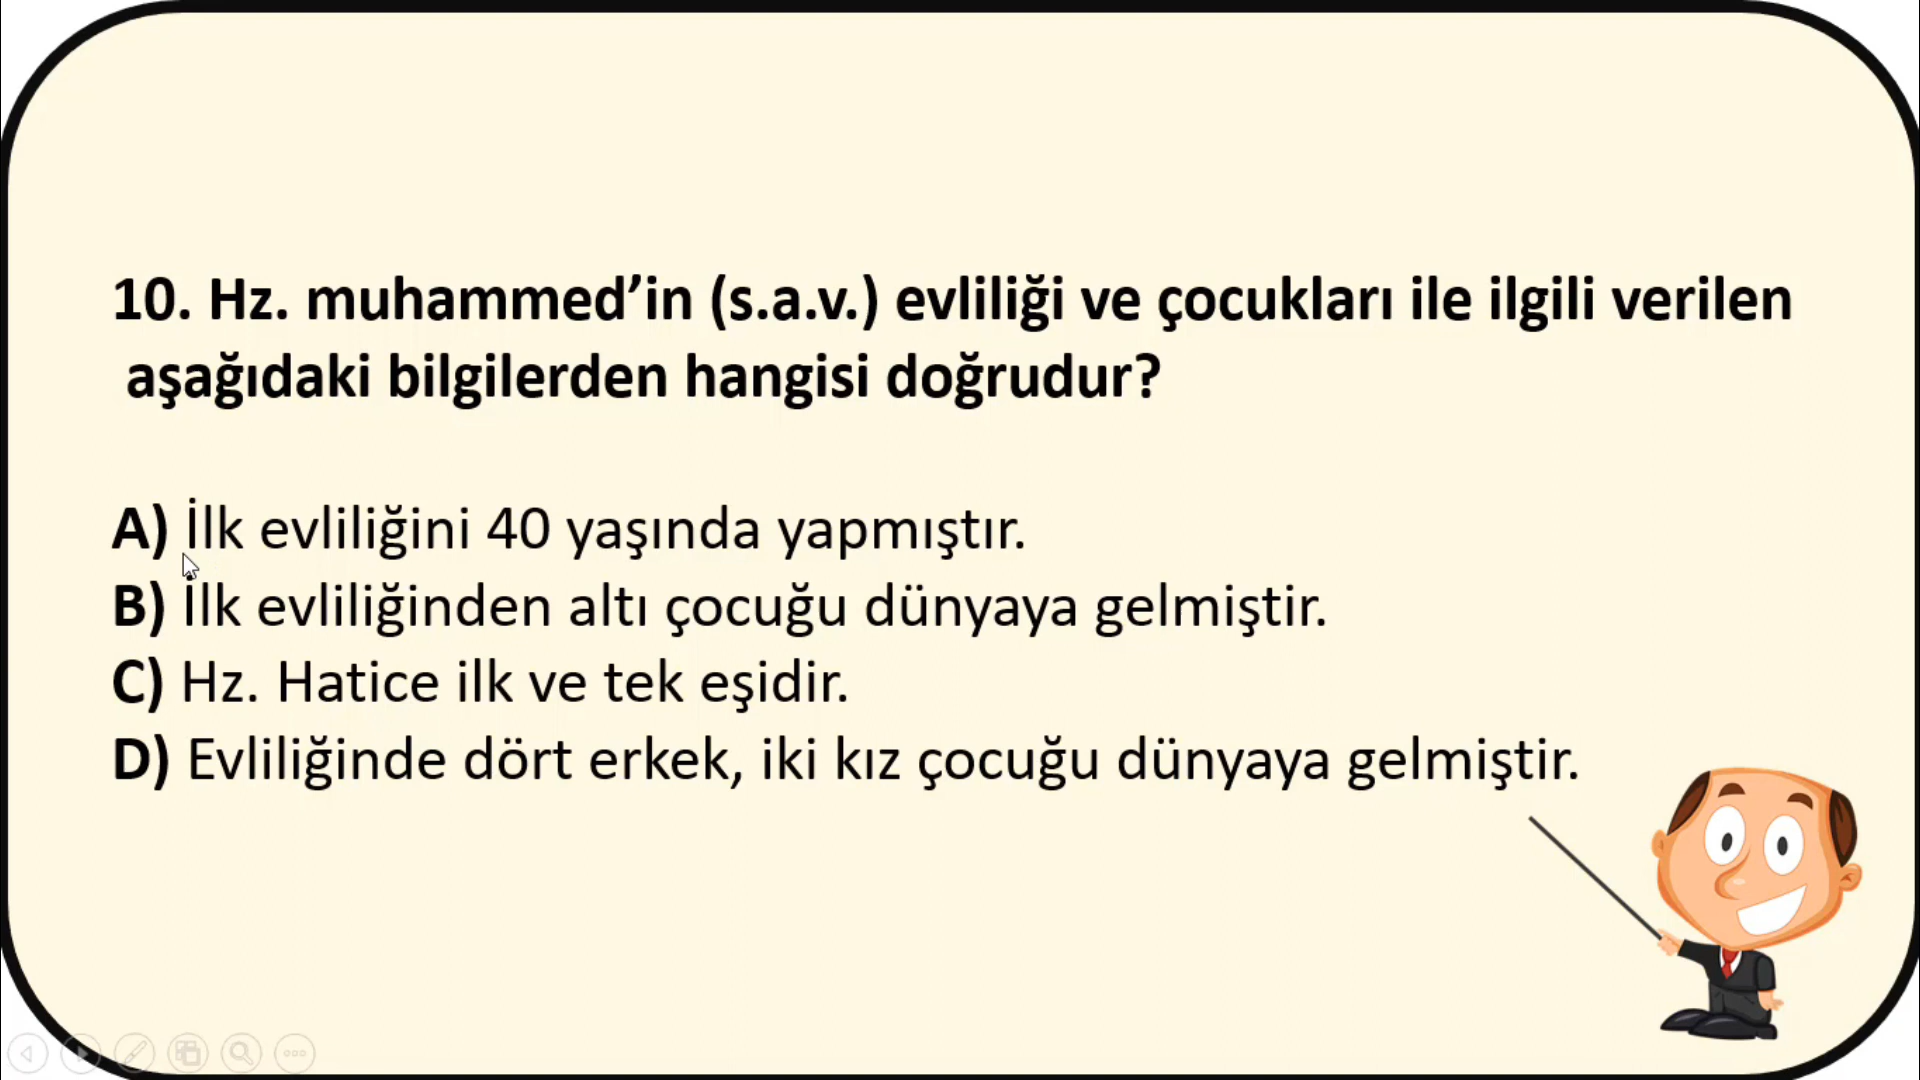 10. Hz. muhammed’in (s.a.v.) evliliği ve çocukları ile ilgili verilen
aşağıdaki bilgilerden hangisi doğrudur?
A) İlk evliliğini 40 yaşında yapmıştır.
B) İlk evliliğinden altı çocuğu dünyaya gelmiştir.
C) Hz. Hatice ilk ve tek eşidir.
D) Evliliğinde dört erkek, iki kız çocuğu dünyaya gelmiştir.